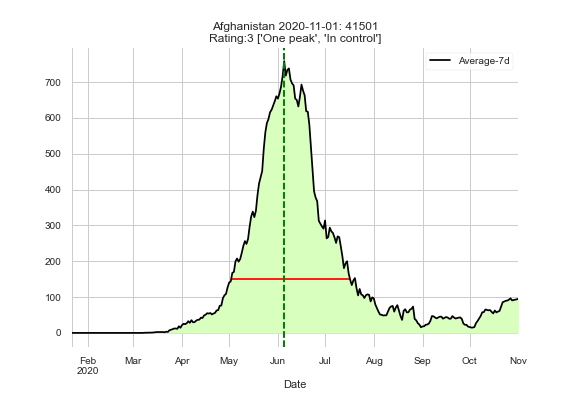 Afghanistan 2020-11-01: 41501
Rating:3 ['One peak', 'In control']
Average-7d
700
600
500
400
300
200
100
0
Feb Mar Apr May Jun Jul Aug Sep Oct Nov
2020
Date